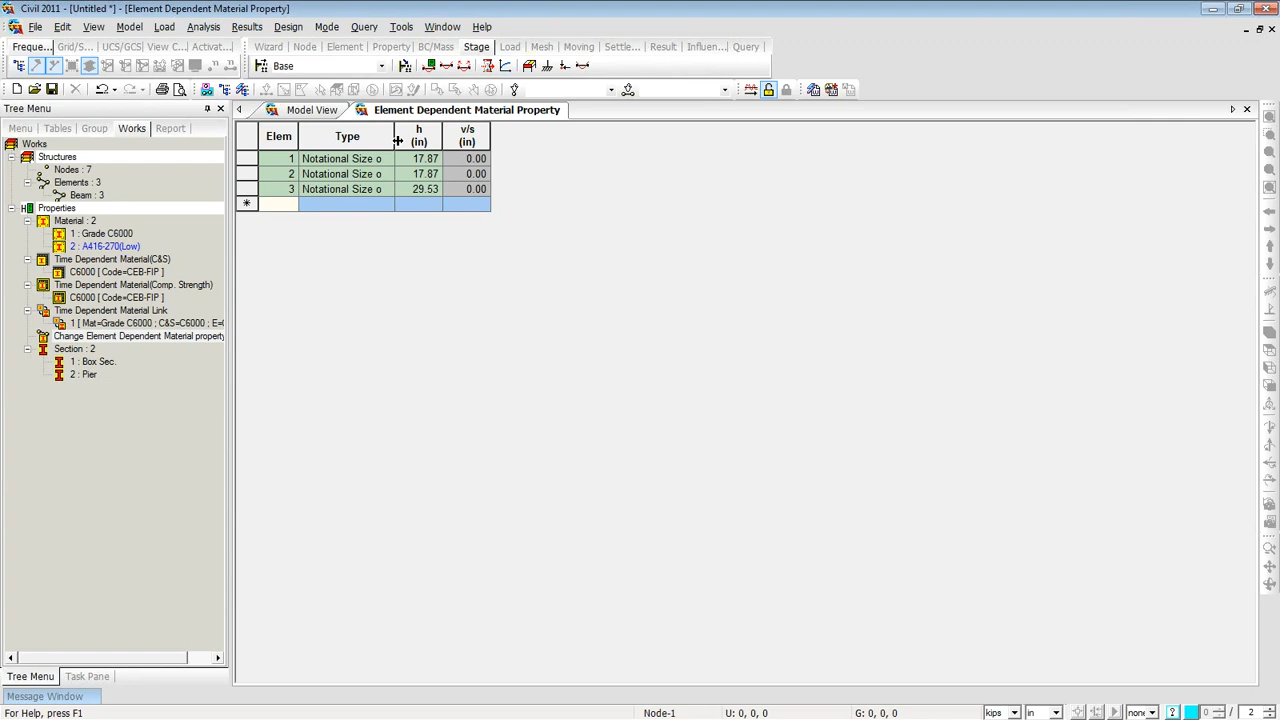 Civil 2011 - [Untitled *] - [Element Dependent Material Property]
File Edit View Model Load Analysis Results Design Mode Query Tools Window Help
Freque... Grid/S... UCS/GCS View C... Activat...
Wizard Node Element Property BC/Mass Stage Load Mesh Moving Settle... Result Influen... Query
Base
Tree Menu
Model View Element Dependent Material Property
Menu Tables Group Works Report
Works
Structures
Nodes : 7
Elements : 3
Beam : 3
Properties
Material : 2
1 : Grade C6000
2 : A416-270(Low)
Time Dependent Material(C&S)
C6000 [ Code=CEB-FIP ]
Time Dependent Material(Comp. Strength)
C6000 [ Code=CEB-FIP ]
Time Dependent Material Link
1 [ Mat=Grade C6000 ; C&S=C6000 ; E=C
Change Element Dependent Material property
Section : 2
1 : Box Sec.
2 : Pier
Elem Type h (in) v/s (in)
1 Notational Size o 17.87 0.00
2 Notational Size o 17.87 0.00
3 Notational Size o 29.53 0.00
Tree Menu Task Pane
Message Window
For Help, press F1
Node-1 U: 0, 0, 0 G: 0, 0, 0 kips in none 0 / 2